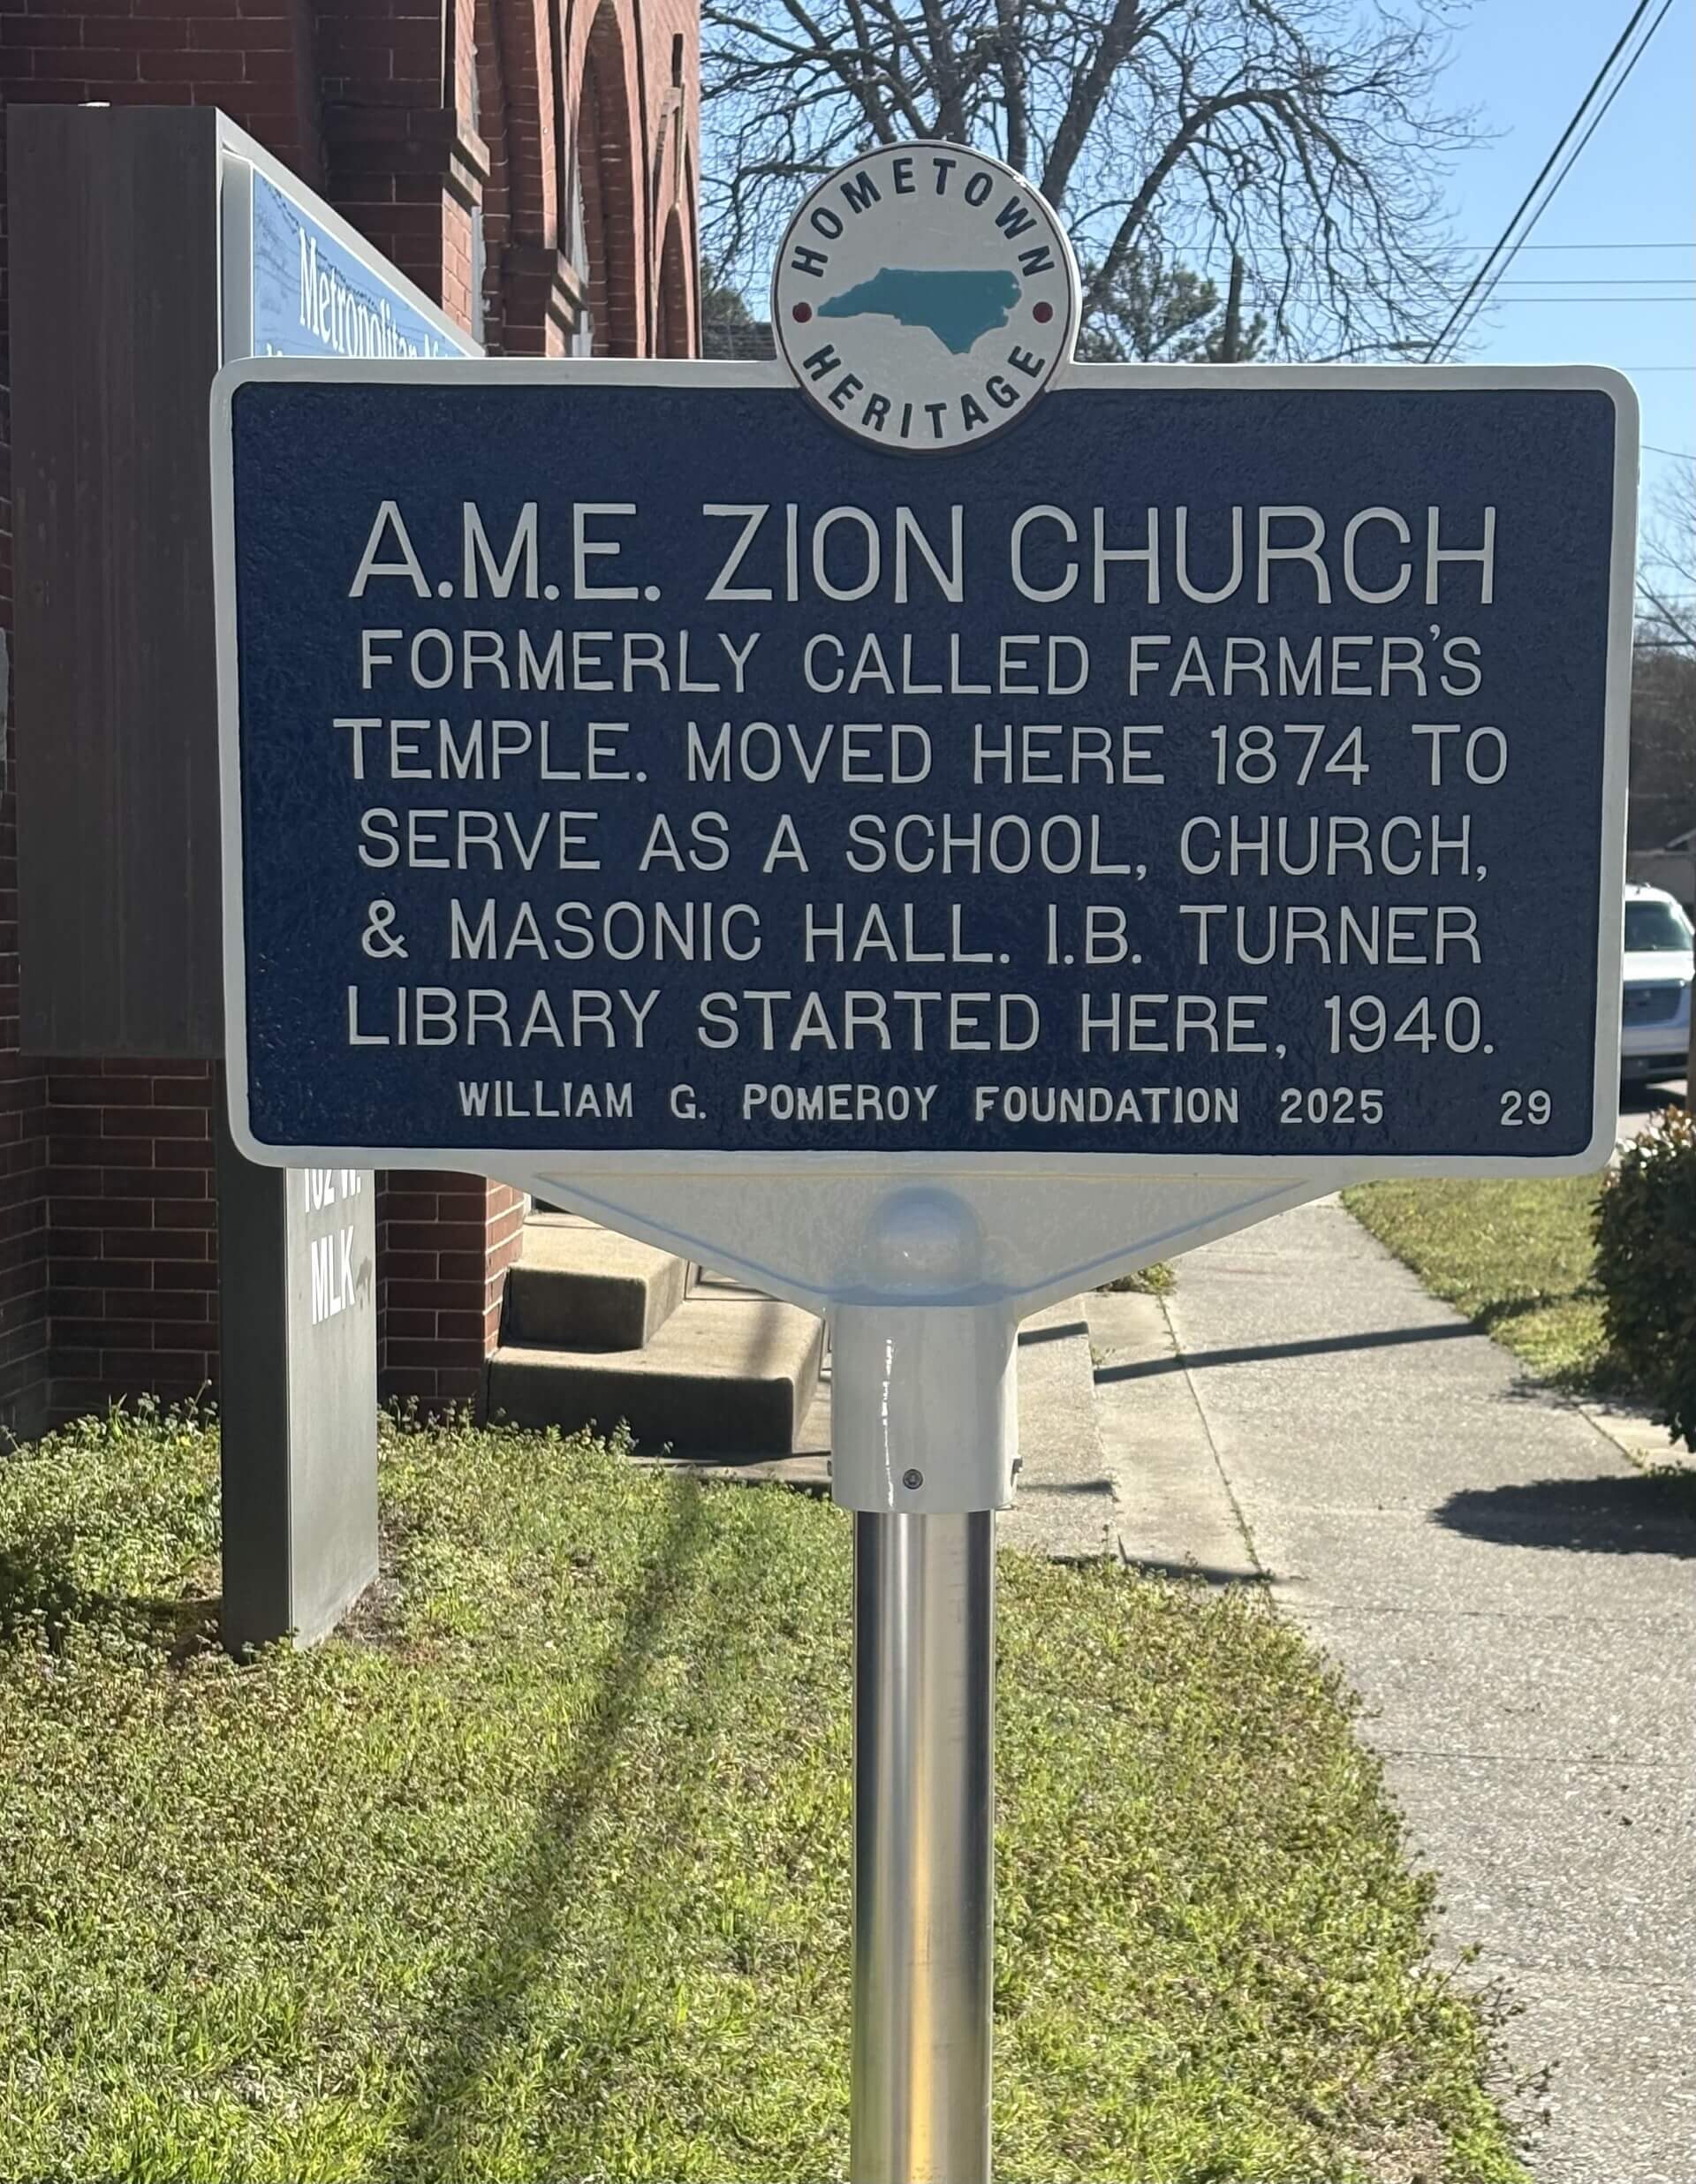 Metropolitan
HOMETOWN
HERITAGE
A.M.E. ZION CHURCH
FORMERLY CALLED FARMER'S
TEMPLE. MOVED HERE 1874 TO
SERVE AS A SCHOOL, CHURCH,
& MASONIC HALL. I.B. TURNER
LIBRARY STARTED HERE, 1940.
WILLIAM G. POMEROY FOUNDATION 2025 29
MLK